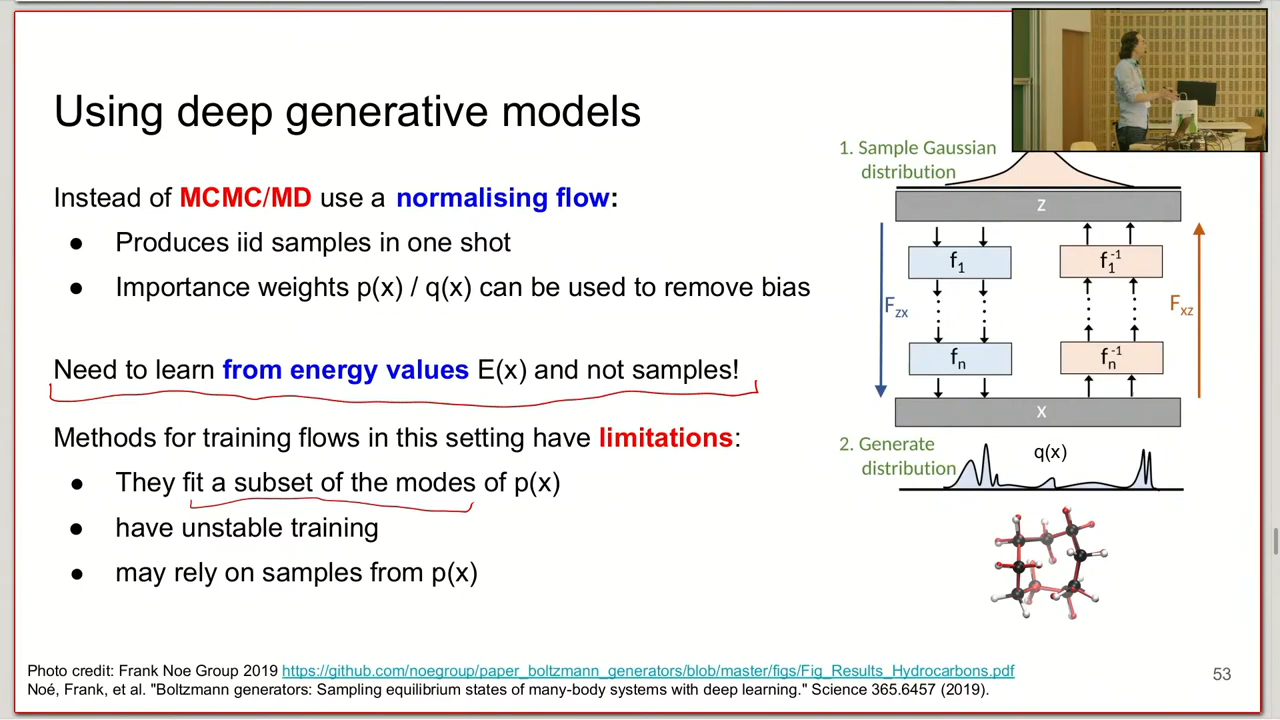 Using deep generative models
Instead of MCMC/MD use a normalising flow:
● Produces iid samples in one shot
● Importance weights p(x) / q(x) can be used to remove bias
Need to learn from energy values E(x) and not samples!
Methods for training flows in this setting have limitations:
● They fit a subset of the modes of p(x)
● have unstable training
● may rely on samples from p(x)
1. Sample Gaussian
distribution
z
f1
f1-1
Fzx
Fxz
fn
fn-1
x
2. Generate
distribution
q(x)
Photo credit: Frank Noe Group 2019 https://github.com/noegroup/paper_boltzmann_generators/blob/master/figs/Fig_Results_Hydrocarbons.pdf
Noé, Frank, et al. "Boltzmann generators: Sampling equilibrium states of many-body systems with deep learning." Science 365.6457 (2019).
53